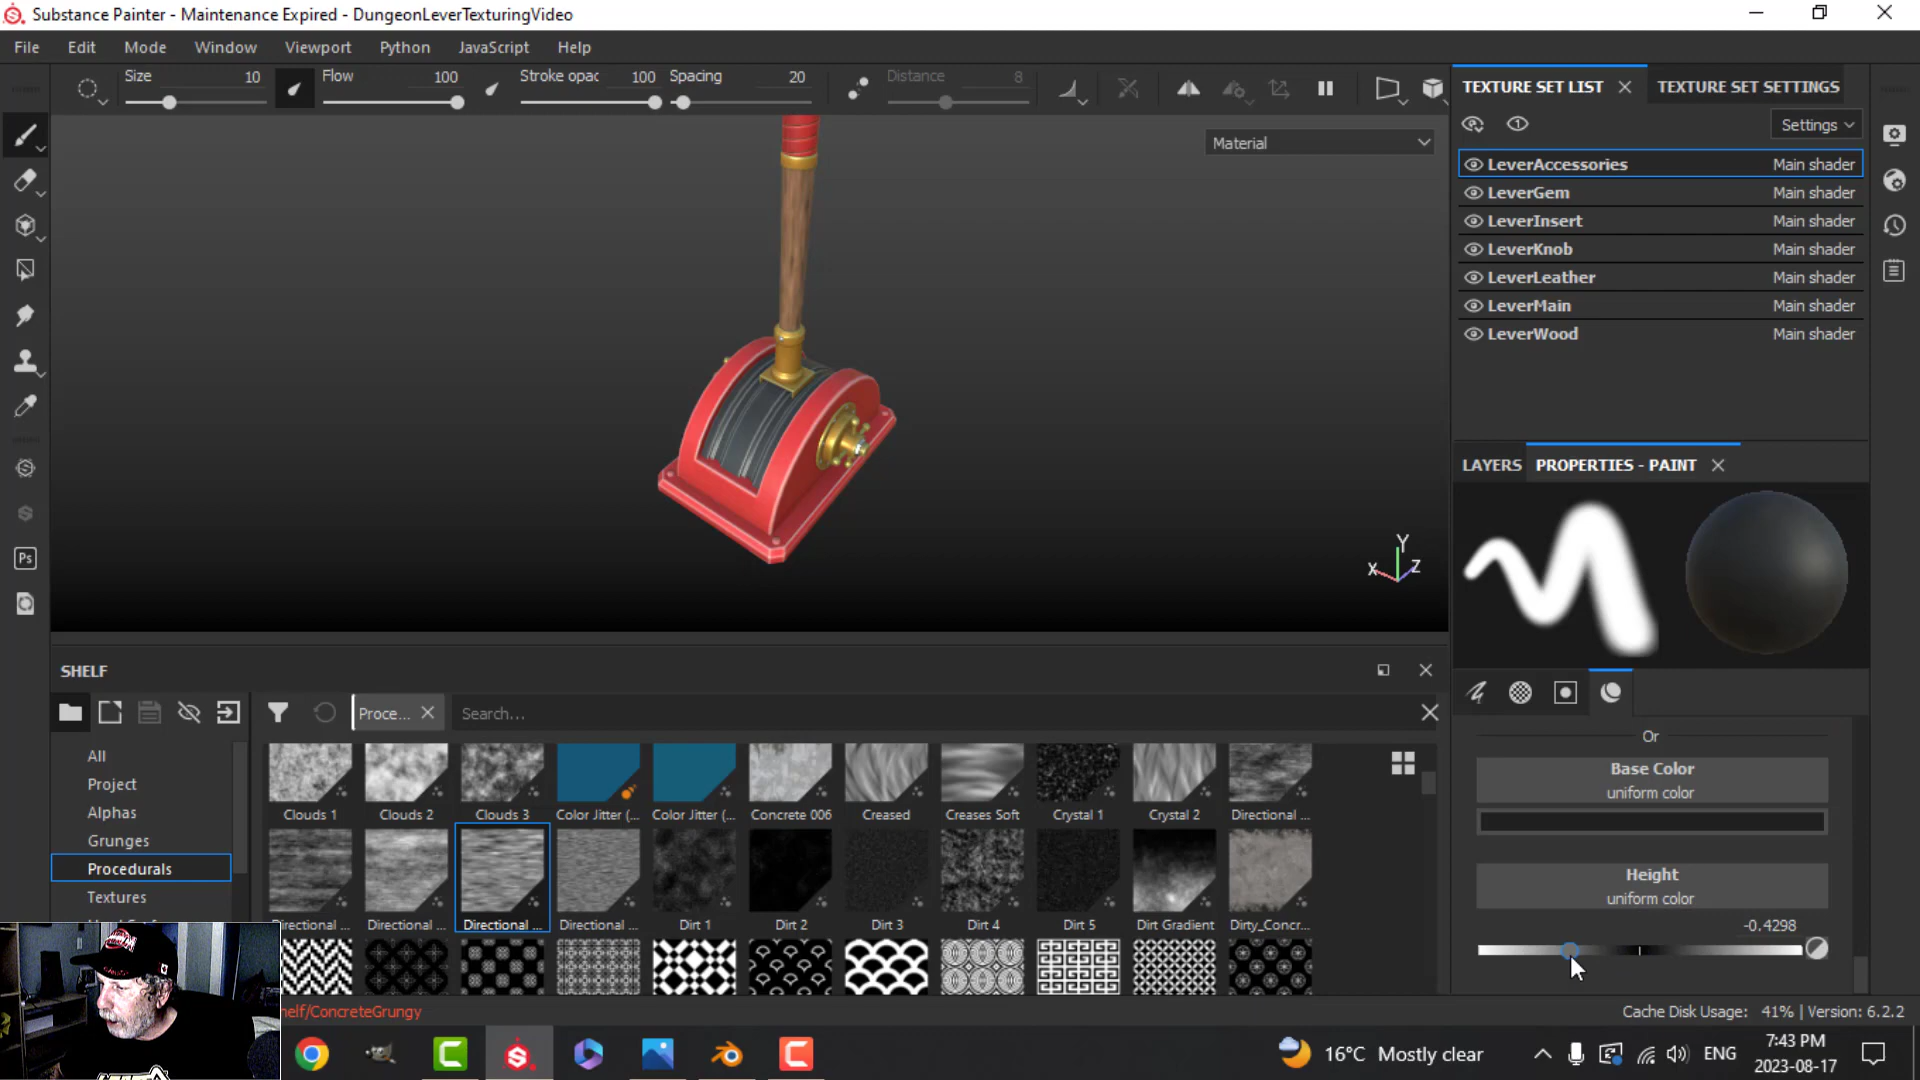 Substance Painter - Maintenance Expired - DungeonLeverTexturingVideo
File Edit Mode Window Viewport Python JavaScript Help
Size 10 Flow 100 Stroke opac 100 Spacing 20 Distance 8
TEXTURE SET LIST TEXTURE SET SETTINGS
Settings
Material
LeverAccessories Main shader
LeverGem Main shader
LeverInsert Main shader
LeverKnob Main shader
LeverLeather Main shader
LeverMain Main shader
LeverWood Main shader
LAYERS PROPERTIES - PAINT
Y
X Z
Ps
SHELF
Proce... Search...
All
Project
Alphas
Grunges
Procedurals
Textures
Clouds 1 Clouds 2 Clouds 3 Color Jitter (... Color Jitter (... Concrete 006 Creased Creases Soft Crystal 1 Crystal 2 Directional ...
Directional ... Directional ... Directional ... Dirt 1 Dirt 2 Dirt 3 Dirt 4 Dirt 5 Dirt Gradient Dirty_Concr...
Or
Base Color
uniform color
Height
uniform color
-0.4298
helf/ConcreteGrungy
Cache Disk Usage: 41% | Version: 6.2.2
16°C Mostly clear ENG 7:43 PM
2023-08-17